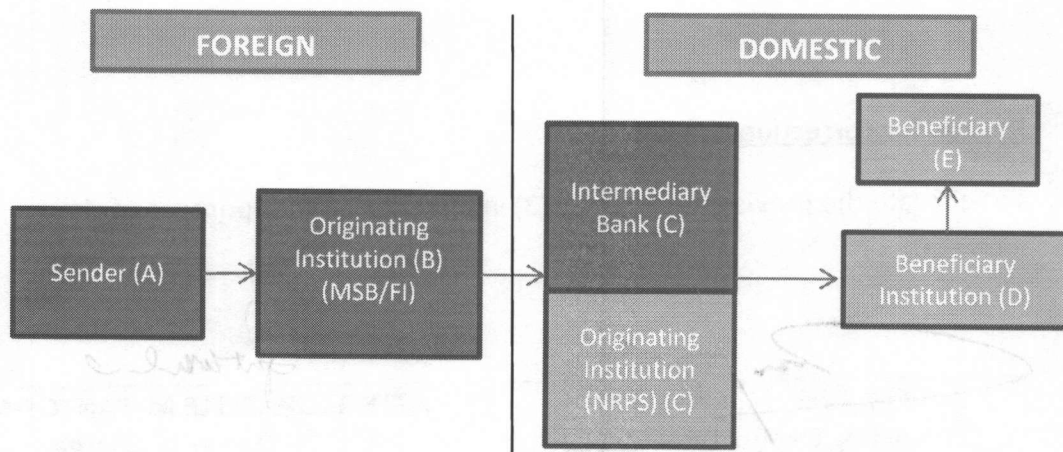 FOREIGN
DOMESTIC
Sender (A)
Originating
Institution (B)
(MSB/FI)
Intermediary
Bank (C)
Originating
Institution
(NRPS) (C)
Beneficiary
(E)
Beneficiary
Institution (D)